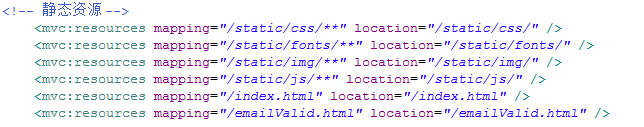 <!-- 静态资源 -->
<mvc:resources mapping="/static/css/**" location="/static/css/" />
<mvc:resources mapping="/static/fonts/**" location="/static/fonts/" />
<mvc:resources mapping="/static/img/**" location="/static/img/" />
<mvc:resources mapping="/static/js/**" location="/static/js/" />
<mvc:resources mapping="/index.html" location="/index.html" />
<mvc:resources mapping="/emailValid.html" location="/emailValid.html" />